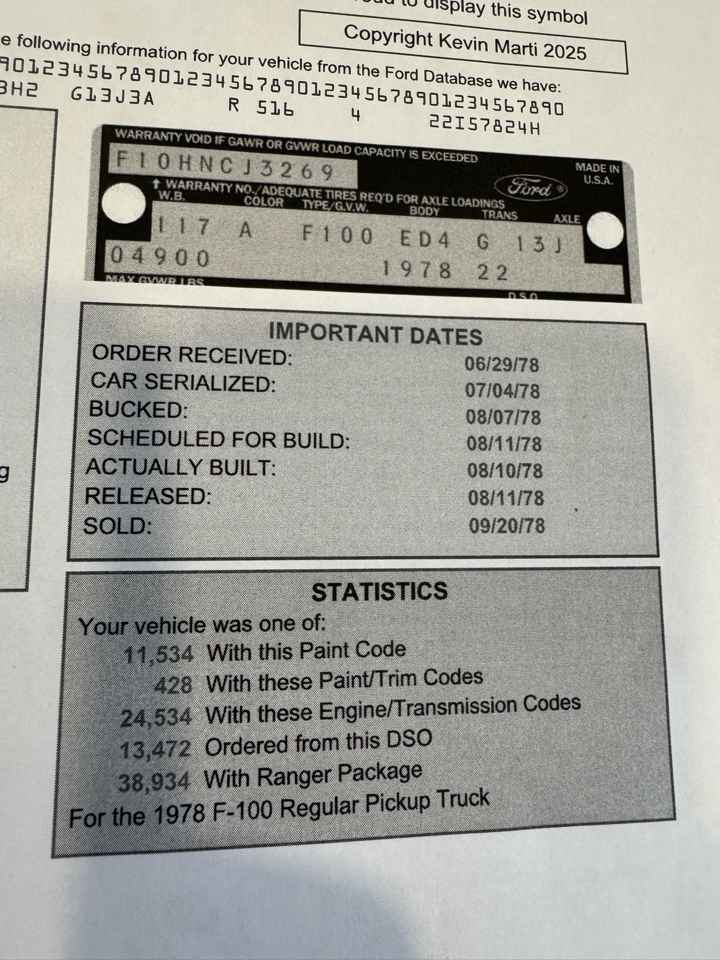 to display this symbol
Copyright Kevin Marti 2025
e following information for your vehicle from the Ford Database we have:
901234567890123456789012345678901234567890
3H2 G13J3A R 516 4 22I57824H
WARRANTY VOID IF GAWR OR GVWR LOAD CAPACITY IS EXCEEDED
F10HNCJ3269
MADE IN
U.S.A.
Ford ®
↑ WARRANTY NO./ADEQUATE TIRES REQ'D FOR AXLE LOADINGS
W.B. COLOR TYPE/G.V.W. BODY TRANS AXLE
117 A F100 ED4 G 13J
04900 1978 22
MAX GVWR LBS D.S.O.
IMPORTANT DATES
ORDER RECEIVED: 06/29/78
CAR SERIALIZED: 07/04/78
BUCKED: 08/07/78
SCHEDULED FOR BUILD: 08/11/78
ACTUALLY BUILT: 08/10/78
RELEASED: 08/11/78
SOLD: 09/20/78
g
STATISTICS
Your vehicle was one of:
11,534 With this Paint Code
428 With these Paint/Trim Codes
24,534 With these Engine/Transmission Codes
13,472 Ordered from this DSO
38,934 With Ranger Package
For the 1978 F-100 Regular Pickup Truck